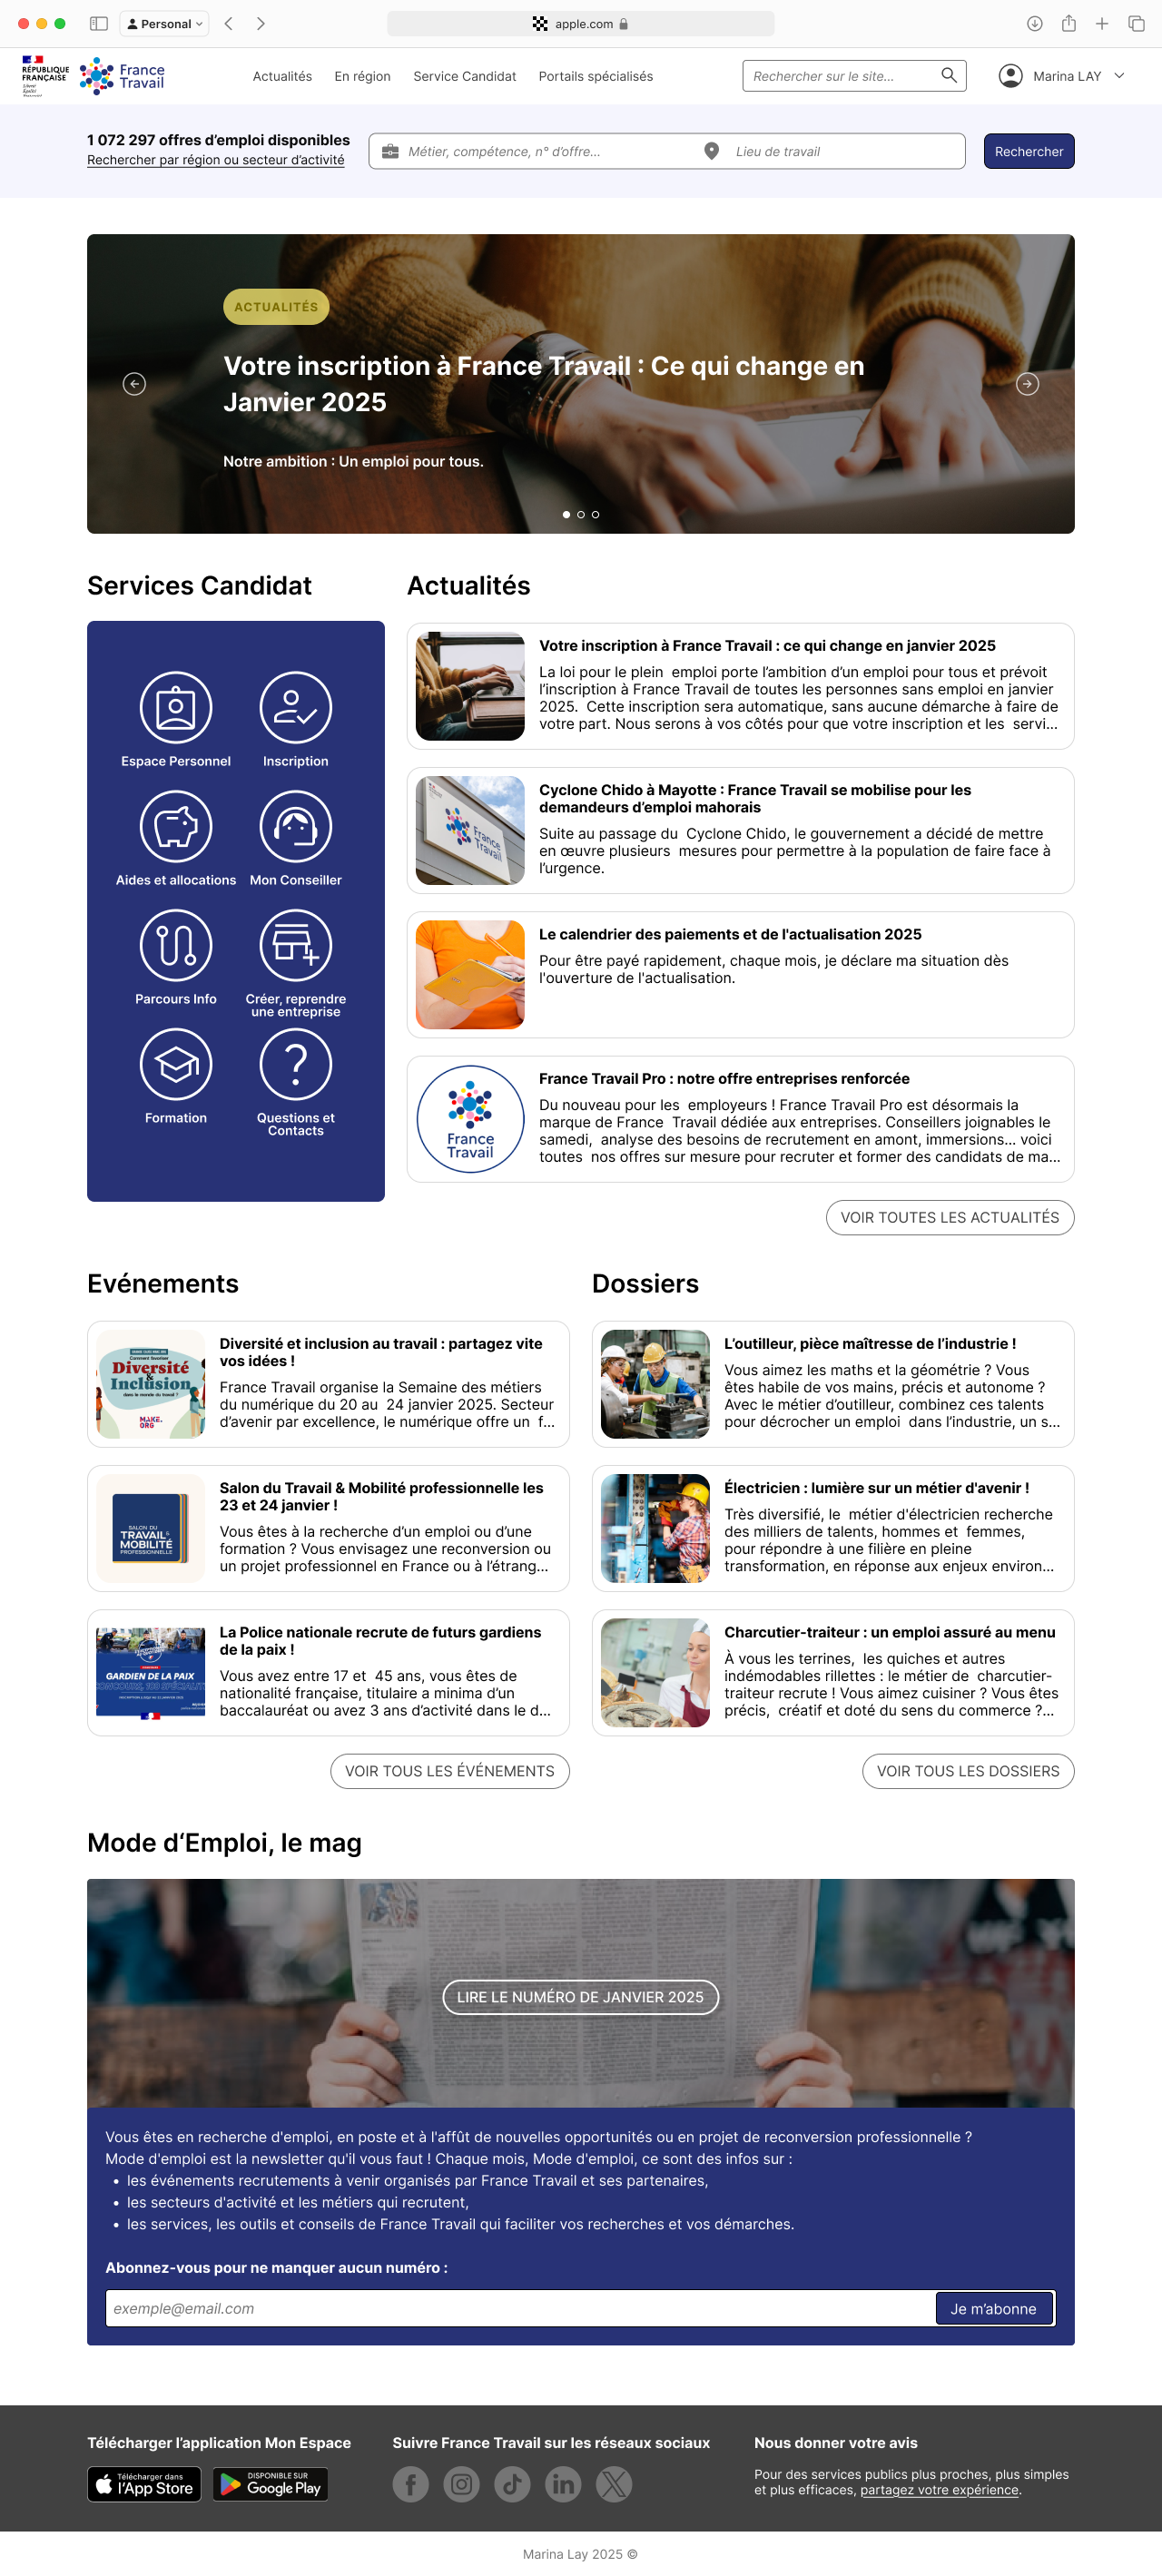 Personal
apple.com
RÉPUBLIQUE
FRANÇAISE
Liberté
Égalité
Fraternité
France
Travail
Actualités
En région
Service Candidat
Portails spécialisés
Rechercher sur le site...
Marina LAY
1 072 297 offres d’emploi disponibles
Rechercher par région ou secteur d’activité
Métier, compétence, n° d’offre...
Lieu de travail
Rechercher
ACTUALITÉS
Votre inscription à France Travail : Ce qui change en
Janvier 2025
Notre ambition : Un emploi pour tous.
Services Candidat
Espace Personnel
Inscription
Aides et allocations
Mon Conseiller
Parcours Info
Créer, reprendre
une entreprise
Formation
Questions et
Contacts
Actualités
Votre inscription à France Travail : ce qui change en janvier 2025
La loi pour le plein  emploi porte l’ambition d’un emploi pour tous et prévoit
l’inscription à France Travail de toutes les personnes sans emploi en janvier
2025.  Cette inscription sera automatique, sans aucune démarche à faire de
votre part. Nous serons à vos côtés pour que votre inscription et les  servi...
France
Travail
Cyclone Chido à Mayotte : France Travail se mobilise pour les
demandeurs d’emploi mahorais
Suite au passage du  Cyclone Chido, le gouvernement a décidé de mettre
en œuvre plusieurs  mesures pour permettre à la population de faire face à
l’urgence.
Le calendrier des paiements et de l'actualisation 2025
Pour être payé rapidement, chaque mois, je déclare ma situation dès
l'ouverture de l'actualisation.
France
Travail
France Travail Pro : notre offre entreprises renforcée
Du nouveau pour les  employeurs ! France Travail Pro est désormais la
marque de France  Travail dédiée aux entreprises. Conseillers joignables le
samedi,  analyse des besoins de recrutement en amont, immersions... voici
toutes  nos offres sur mesure pour recruter et former des candidats de ma...
VOIR TOUTES LES ACTUALITÉS
Evénements
Comment favoriser
Diversité
&
Inclusion
dans le monde du travail ?
MAKE.
ORG
Diversité et inclusion au travail : partagez vite
vos idées !
France Travail organise la Semaine des métiers
du numérique du 20 au  24 janvier 2025. Secteur
d’avenir par excellence, le numérique offre un  f...
SALON DU
TRAVAIL &
MOBILITÉ
PROFESSIONNELLE
Salon du Travail & Mobilité professionnelle les
23 et 24 janvier !
Vous êtes à la recherche d’un emploi ou d’une
formation ? Vous envisagez une reconversion ou
un projet professionnel en France ou à l’étrang...
GARDIEN DE LA PAIX
La Police nationale recrute de futurs gardiens
de la paix !
Vous avez entre 17 et  45 ans, vous êtes de
nationalité française, titulaire a minima d’un
baccalauréat ou avez 3 ans d’activité dans le d...
VOIR TOUS LES ÉVÉNEMENTS
Dossiers
L’outilleur, pièce maîtresse de l’industrie !
Vous aimez les maths et la géométrie ? Vous
êtes habile de vos mains, précis et autonome ?
Avec le métier d’outilleur, combinez ces talents
pour décrocher un emploi  dans l’industrie, un s...
Électricien : lumière sur un métier d'avenir !
Très diversifié, le  métier d'électricien recherche
des milliers de talents, hommes et  femmes,
pour répondre à une filière en pleine
transformation, en réponse aux enjeux environ...
Charcutier-traiteur : un emploi assuré au menu
À vous les terrines,  les quiches et autres
indémodables rillettes : le métier de  charcutier-
traiteur recrute ! Vous aimez cuisiner ? Vous êtes
précis,  créatif et doté du sens du commerce ?...
VOIR TOUS LES DOSSIERS
Mode d‘Emploi, le mag
LIRE LE NUMÉRO DE JANVIER 2025
Vous êtes en recherche d'emploi, en poste et à l'affût de nouvelles opportunités ou en projet de reconversion professionnelle ?
Mode d'emploi est la newsletter qu'il vous faut ! Chaque mois, Mode d'emploi, ce sont des infos sur :
• les événements recrutements à venir organisés par France Travail et ses partenaires,
• les secteurs d'activité et les métiers qui recrutent,
• les services, les outils et conseils de France Travail qui faciliter vos recherches et vos démarches.
Abonnez-vous pour ne manquer aucun numéro :
exemple@email.com
Je m’abonne
Télécharger l’application Mon Espace
Télécharger dans
l’App Store
DISPONIBLE SUR
Google Play
Suivre France Travail sur les réseaux sociaux
Nous donner votre avis
Pour des services publics plus proches, plus simples
et plus efficaces, partagez votre expérience.
Marina Lay 2025 ©